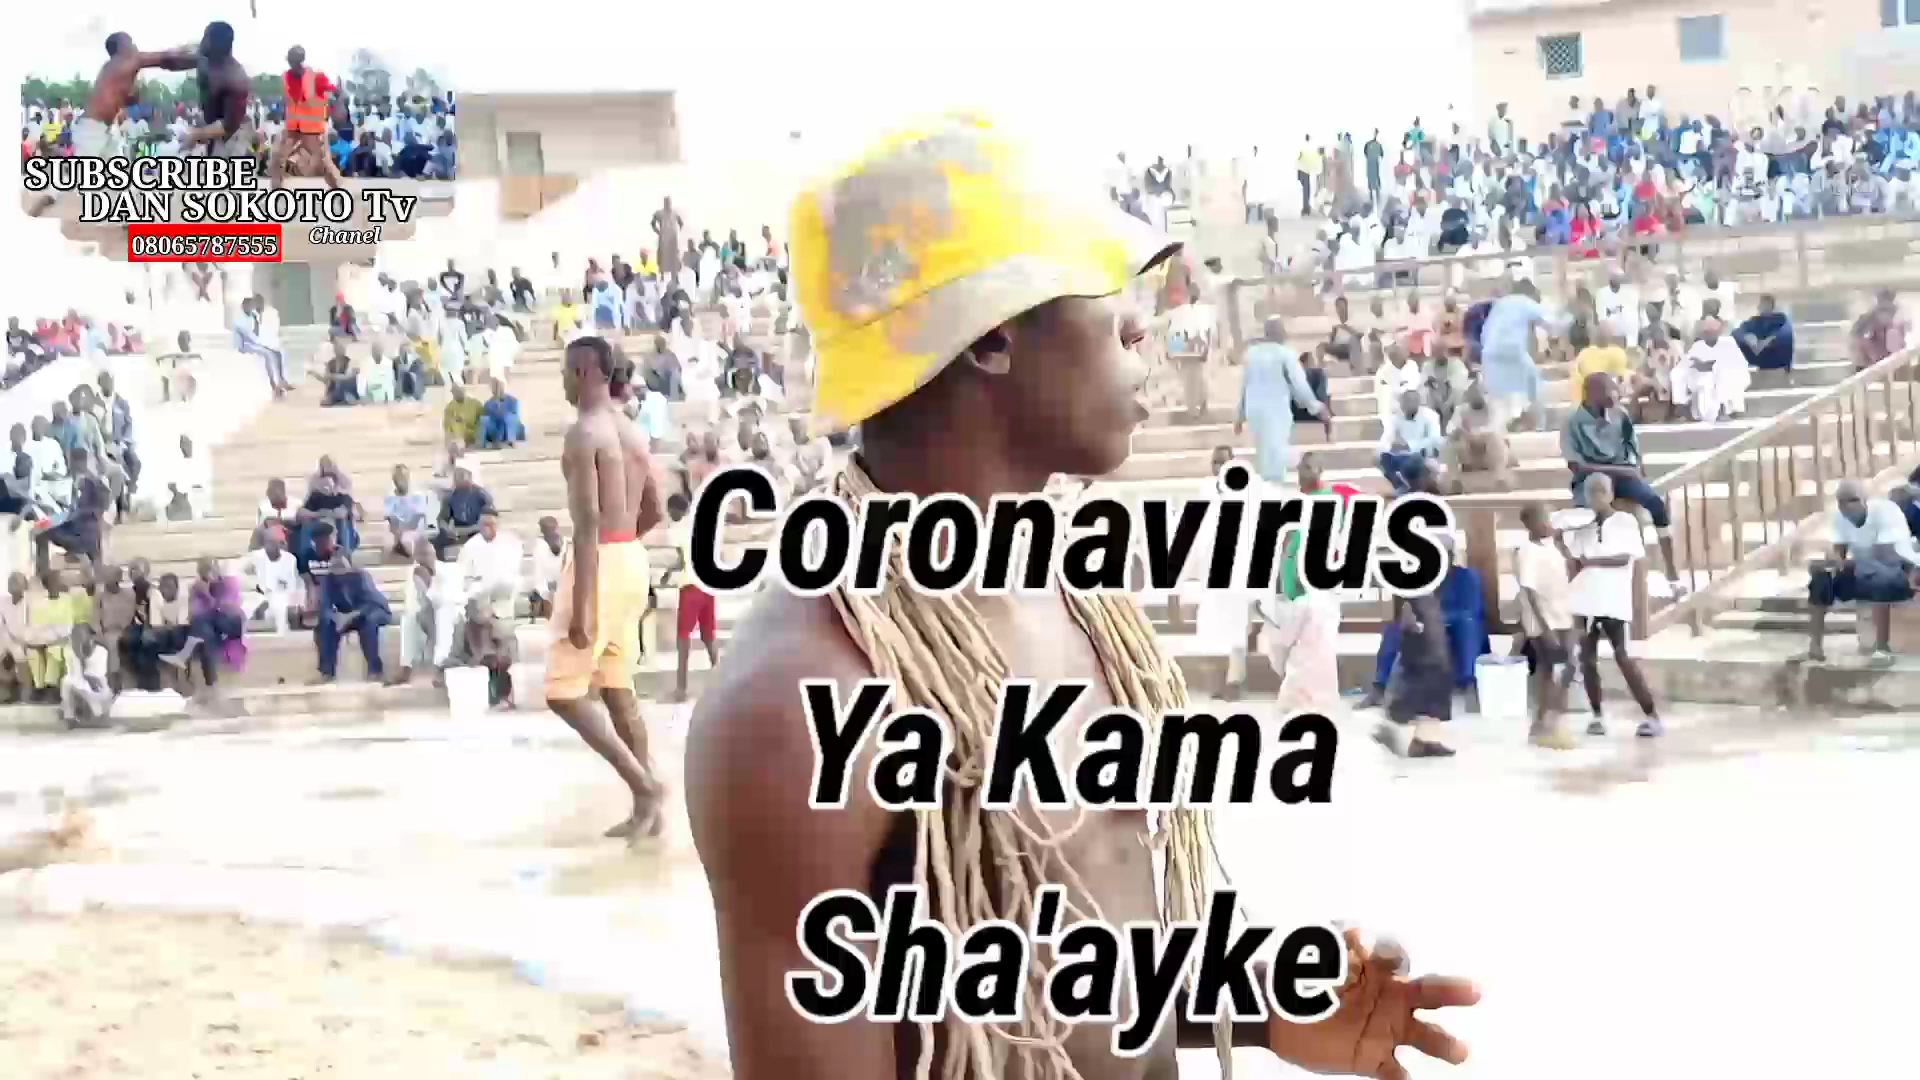 SUBSCRIBE
DAN SOKOTO Tv
Chanel
08065787555
Coronavirus
Ya Kama
Sha'ayke